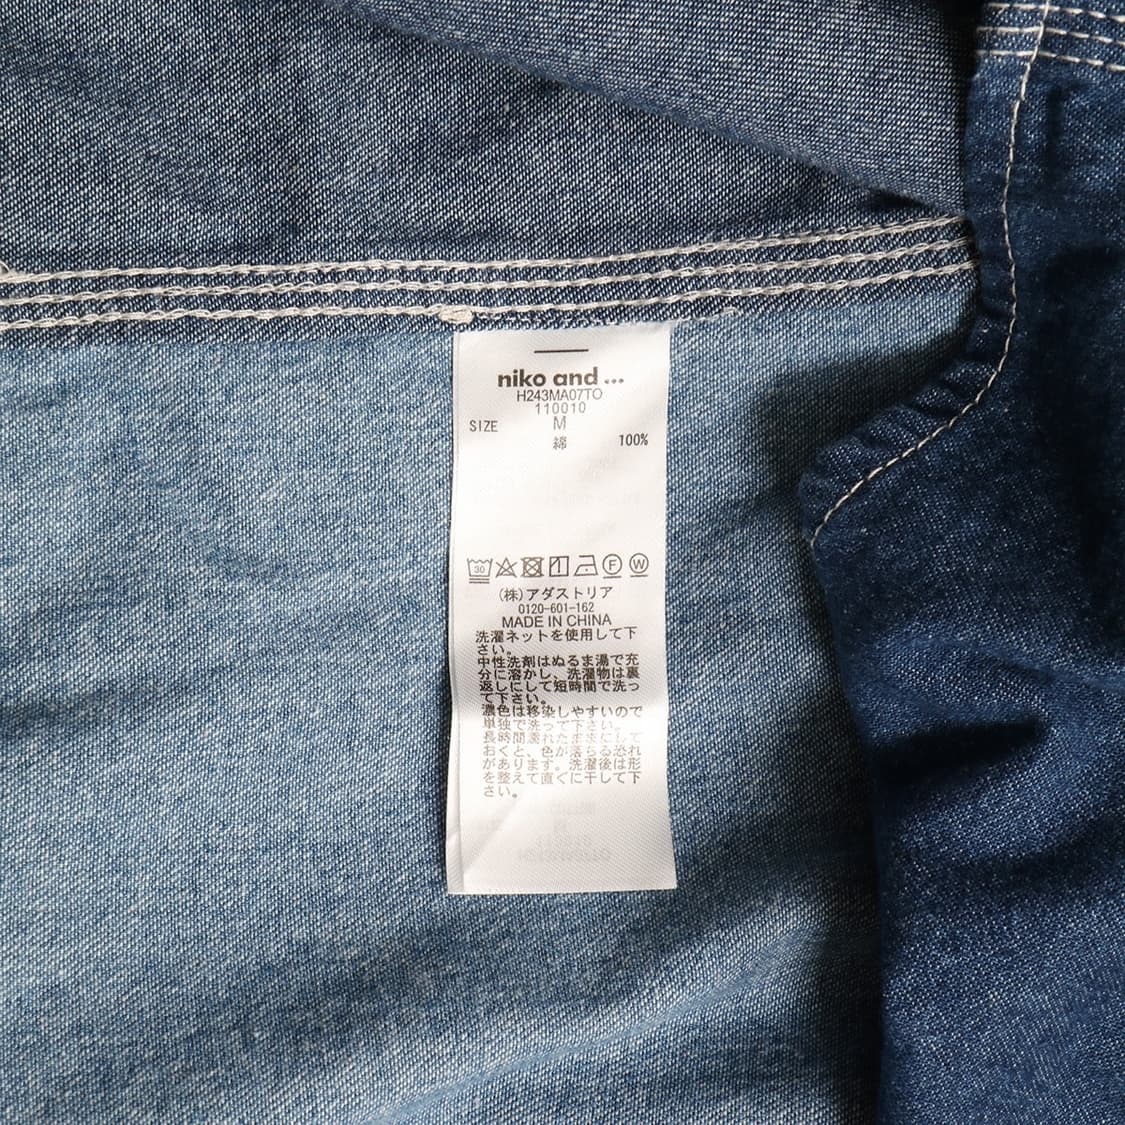 niko and ...
H243MA07TO
110010
SIZE M
綿 100%
30 F W
(株)アダストリア
0120-601-162
MADE IN CHINA
洗濯ネットを使用して下
さい。
中性洗剤はぬるま湯で充
分に溶かし、洗濯物は裏
返しにして短時間で洗っ
て下さい。
濃色は移染しやすいので
単独で洗って下さい。
長時間濡れたままにして
おくと、色が落ちる恐れ
があります。洗濯後は形
を整えて直ぐに干して下
さい。